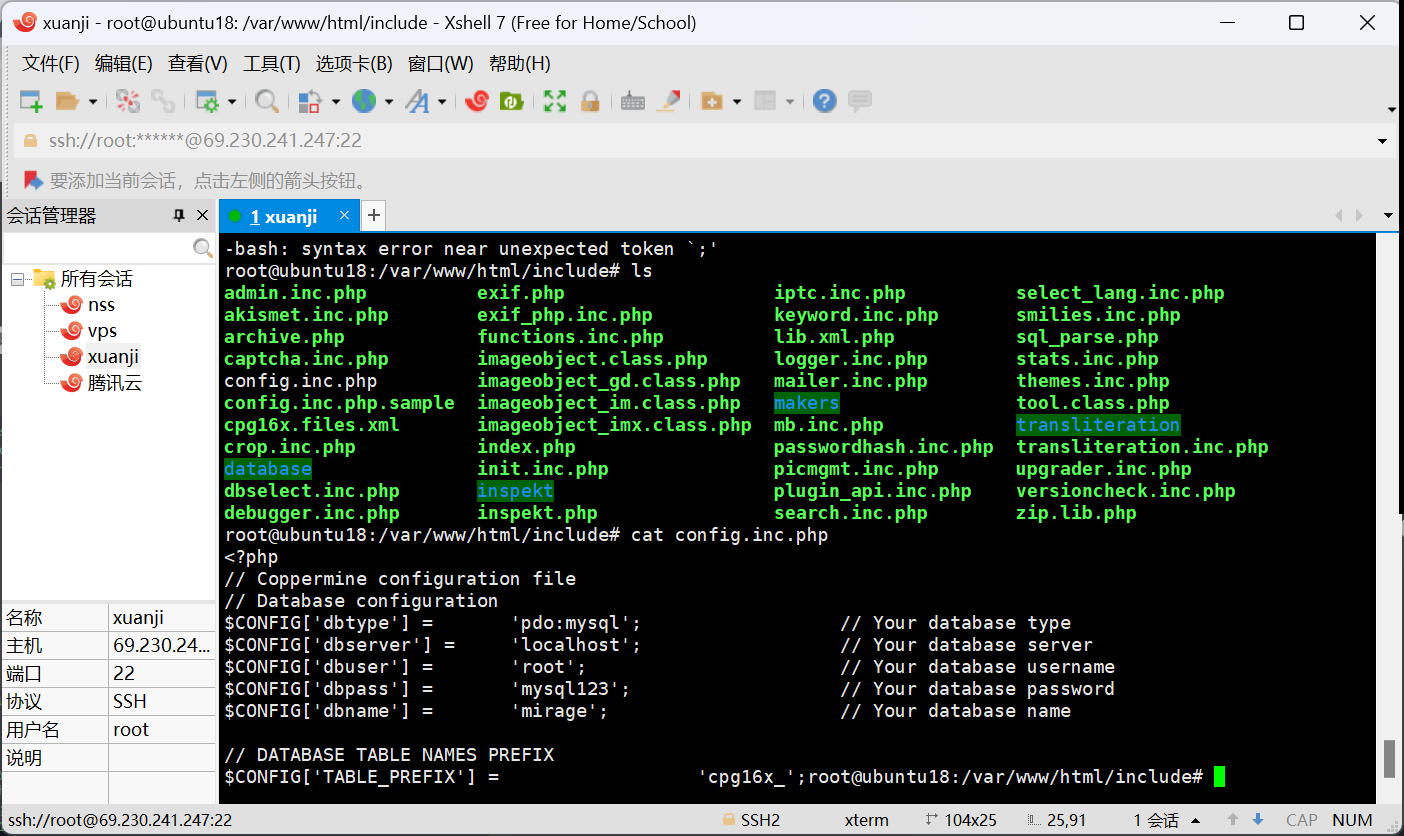 xuanji - root@ubuntu18: /var/www/html/include - Xshell 7 (Free for Home/School)
文件(F) 编辑(E) 查看(V) 工具(T) 选项卡(B) 窗口(W) 帮助(H)
ssh://root:******@69.230.241.247:22
要添加当前会话，点击左侧的箭头按钮。
会话管理器
1 xuanji
所有会话
nss
vps
xuanji
腾讯云
名称 xuanji
主机 69.230.24...
端口 22
协议 SSH
用户名 root
说明
-bash: syntax error near unexpected token `;'
root@ubuntu18:/var/www/html/include# ls
admin.inc.php exif.php iptc.inc.php select_lang.inc.php
akismet.inc.php exif_php.inc.php keyword.inc.php smilies.inc.php
archive.php functions.inc.php lib.xml.php sql_parse.php
captcha.inc.php imageobject.class.php logger.inc.php stats.inc.php
config.inc.php imageobject_gd.class.php mailer.inc.php themes.inc.php
config.inc.php.sample imageobject_im.class.php makers tool.class.php
cpg16x.files.xml imageobject_imx.class.php mb.inc.php transliteration
crop.inc.php index.php passwordhash.inc.php transliteration.inc.php
database init.inc.php picmgmt.inc.php upgrader.inc.php
dbselect.inc.php inspekt plugin_api.inc.php versioncheck.inc.php
debugger.inc.php inspekt.php search.inc.php zip.lib.php
root@ubuntu18:/var/www/html/include# cat config.inc.php
<?php
// Coppermine configuration file
// Database configuration
$CONFIG['dbtype'] = 'pdo:mysql'; // Your database type
$CONFIG['dbserver'] = 'localhost'; // Your database server
$CONFIG['dbuser'] = 'root'; // Your database username
$CONFIG['dbpass'] = 'mysql123'; // Your database password
$CONFIG['dbname'] = 'mirage'; // Your database name
// DATABASE TABLE NAMES PREFIX
$CONFIG['TABLE_PREFIX'] = 'cpg16x_';root@ubuntu18:/var/www/html/include#
ssh://root@69.230.241.247:22 SSH2 xterm 104x25 25,91 1 会话 CAP NUM